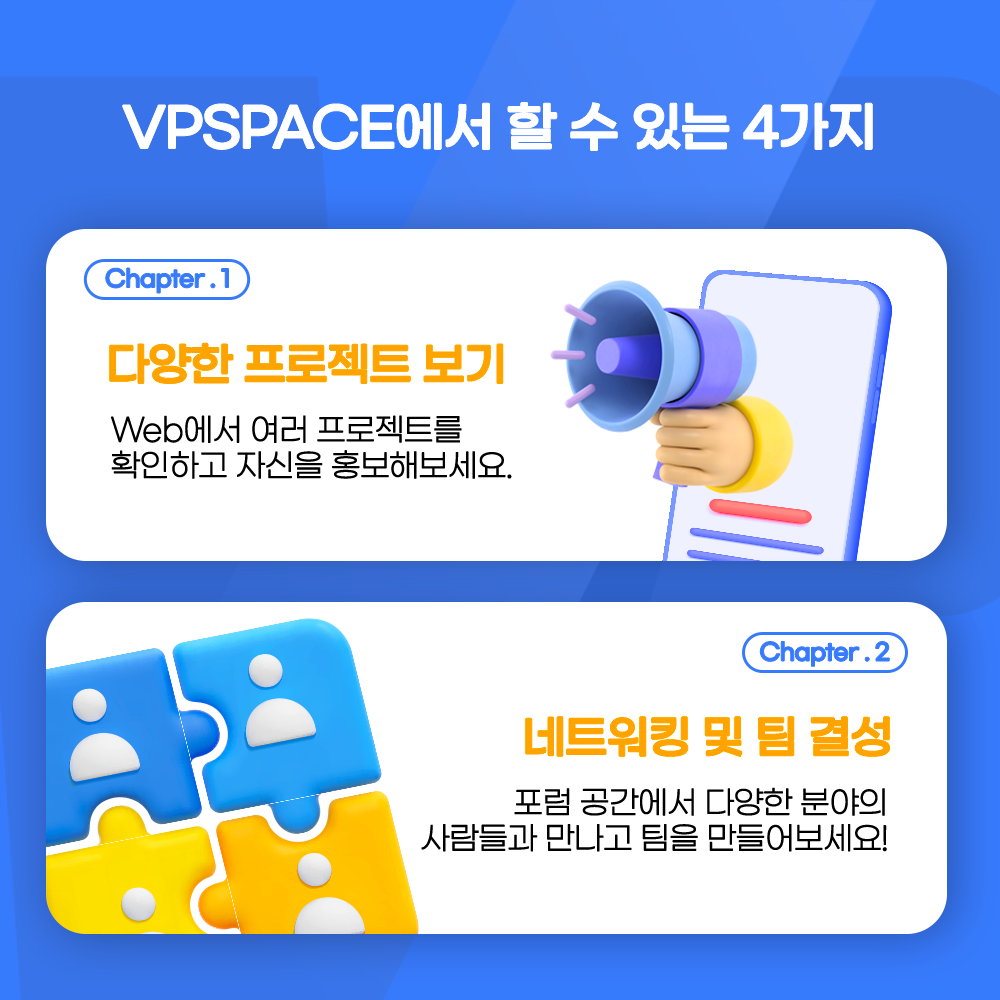 VPSPACE에서 할 수 있는 4가지
Chapter . 1
다양한 프로젝트 보기
Web에서 여러 프로젝트를
확인하고 자신을 홍보해보세요.
Chapter . 2
네트워킹 및 팀 결성
포럼 공간에서 다양한 분야의
사람들과 만나고 팀을 만들어보세요!